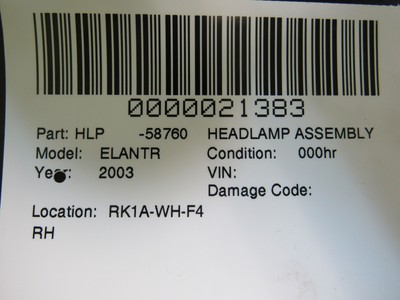 0000021383
Part: HLP -58760 HEADLAMP ASSEMBLY
Model: ELANTR Condition: 000hr
Year: 2003 VIN:
Damage Code:
Location: RK1A-WH-F4
RH